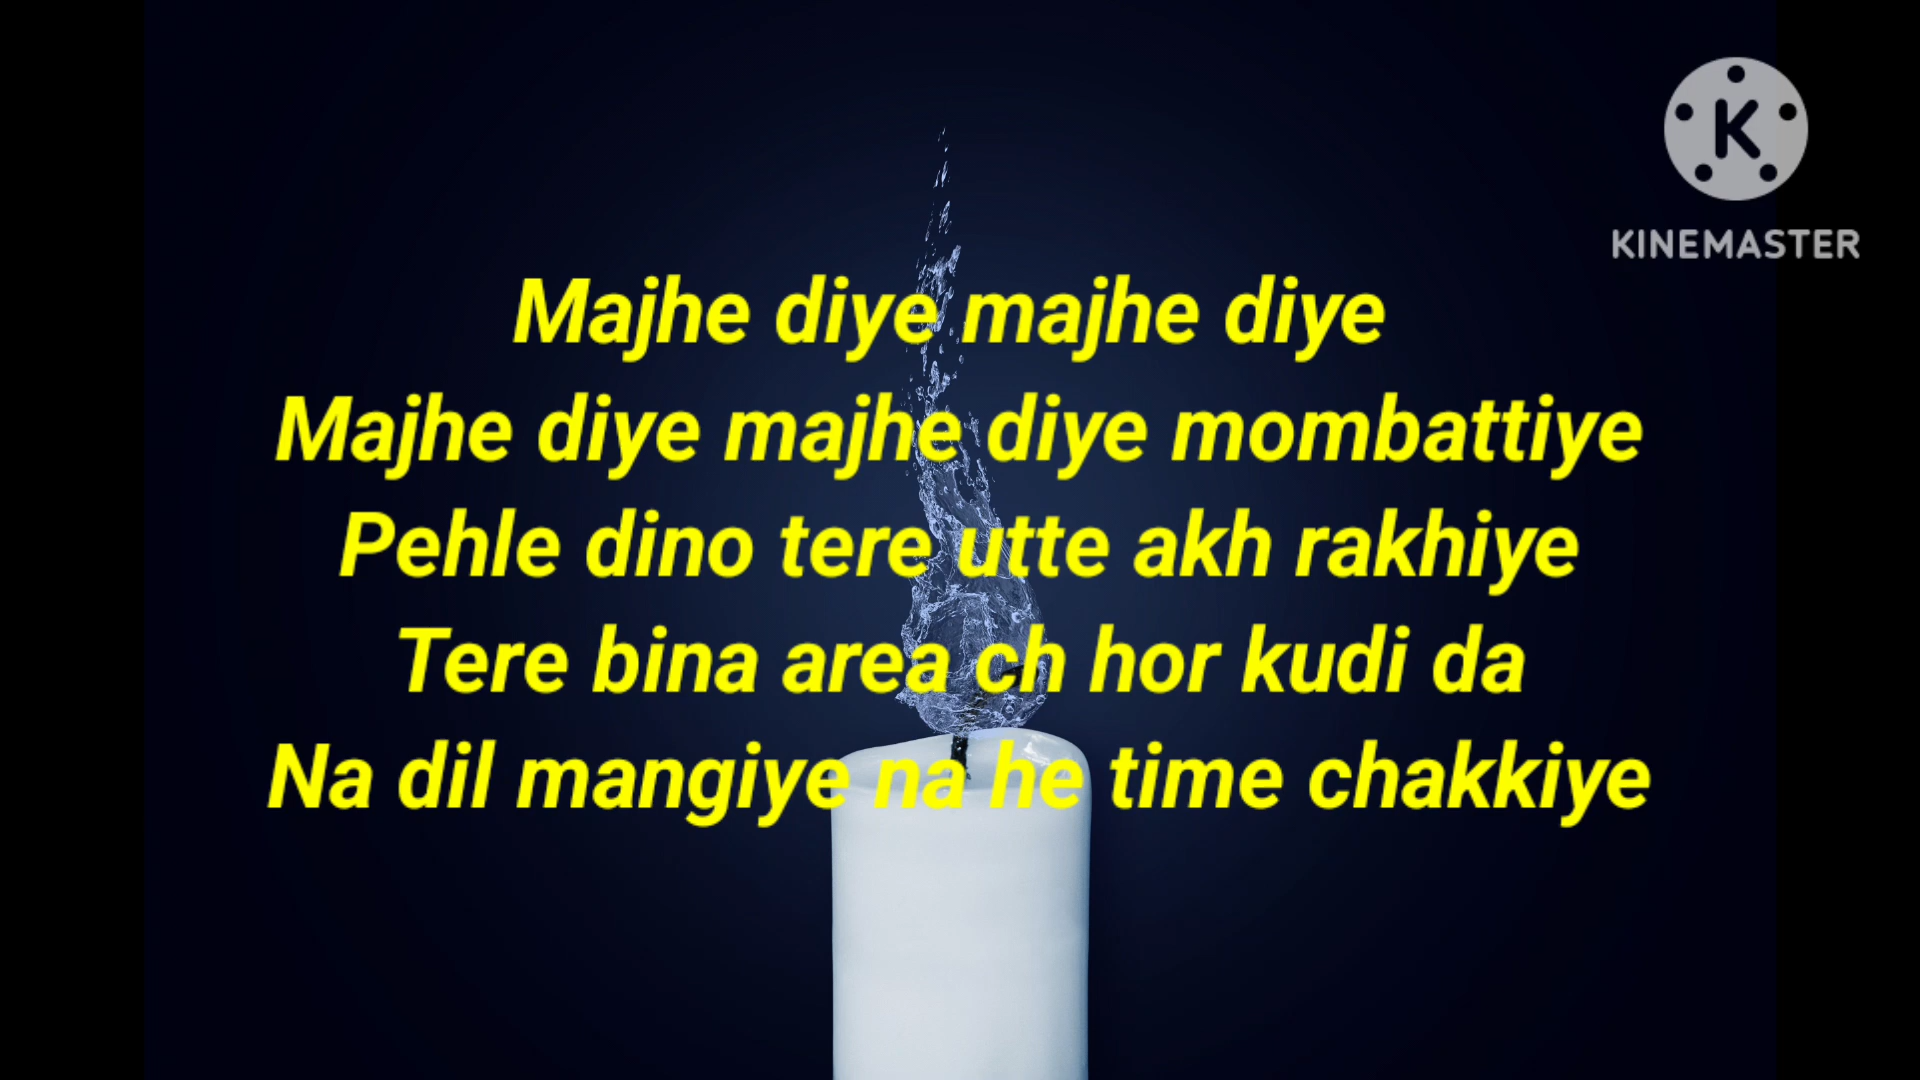 K
KINEMASTER
Majhe diye majhe diye
Majhe diye majhe diye mombattiye
Pehle dino tere utte akh rakhiye
Tere bina area ch hor kudi da
Na dil mangiye na he time chakkiye